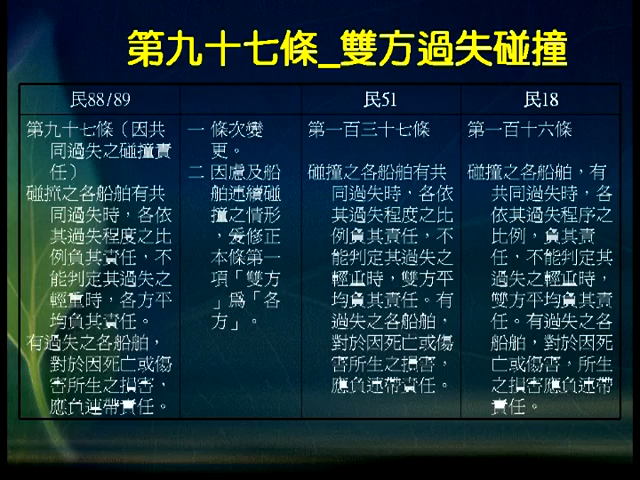 第九十七條_雙方過失碰撞
民88/89
第九十七條（因共
同過失之碰撞責
任）
碰撞之各船舶有共
同過失時，各依
其過失程度之比
例負其責任，不
能判定其過失之
輕重時，各方平
均負其責任。
有過失之各船舶，
對於因死亡或傷
害所生之損害，
應負連帶責任。
一 條次變
更。
二 因慮及船
舶連續碰
撞之情形
，爰修正
本條第一
項「雙方
」為「各
方」。
民51
第一百三十七條
碰撞之各船舶有共
同過失時，各依
其過失程度之比
例負其責任，不
能判定其過失之
輕重時，雙方平
均負其責任。有
過失之各船舶，
對於因死亡或傷
害所生之損害，
應負連帶責任。
民18
第一百十六條
碰撞之各船舶，有
共同過失時，各
依其過失程序之
比例，負其責
任，不能判定其
過失之輕重時，
雙方平均負其責
任。有過失之各
船舶，對於因死
亡或傷害，所生
之損害應負連帶
責任。